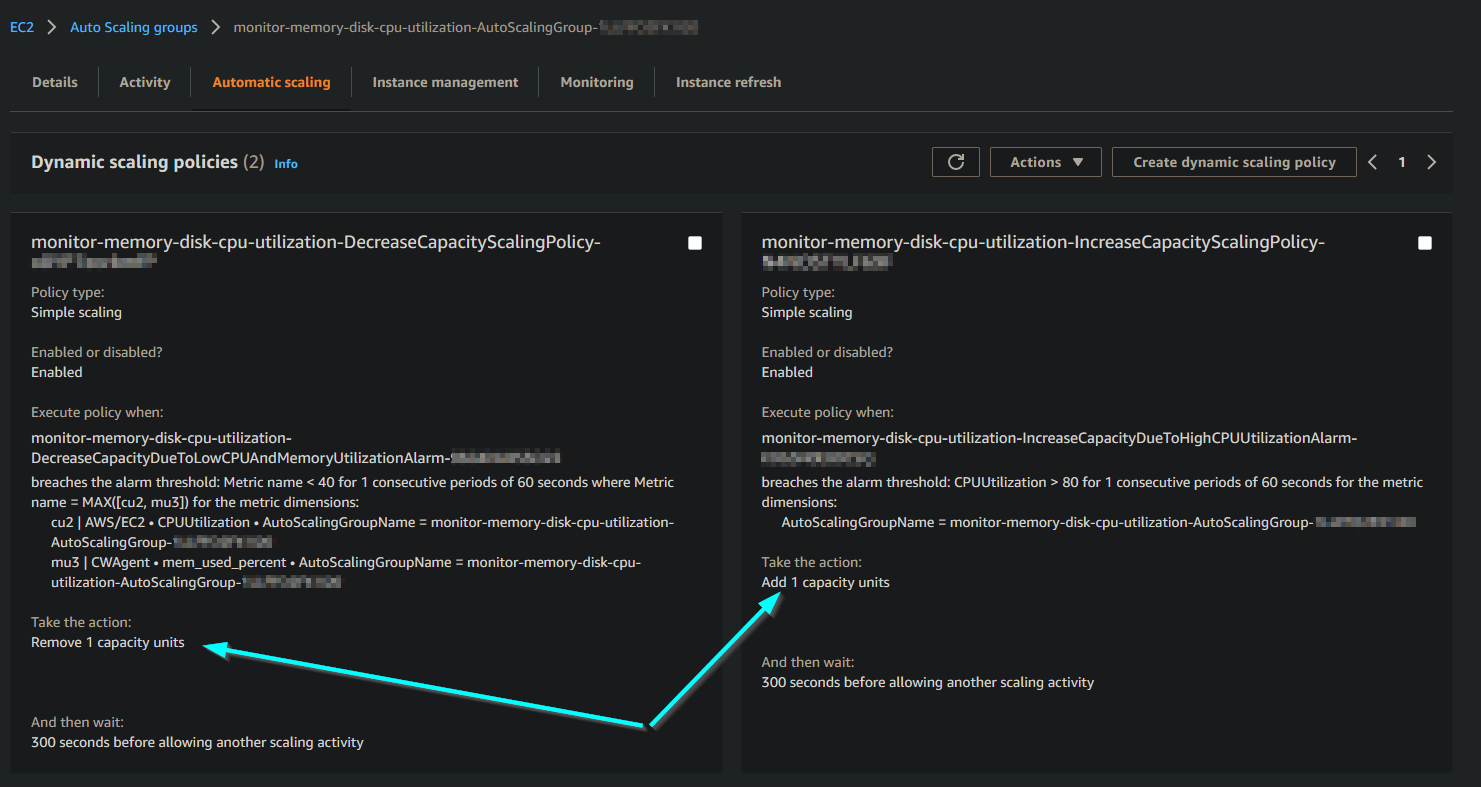 EC2 > Auto Scaling groups > monitor-memory-disk-cpu-utilization-AutoScalingGroup-
Details Activity Automatic scaling Instance management Monitoring Instance refresh
Dynamic scaling policies (2) Info Actions ▼ Create dynamic scaling policy < 1 >
monitor-memory-disk-cpu-utilization-DecreaseCapacityScalingPolicy-
Policy type:
Simple scaling
Enabled or disabled?
Enabled
Execute policy when:
monitor-memory-disk-cpu-utilization-
DecreaseCapacityDueToLowCPUAndMemoryUtilizationAlarm-
breaches the alarm threshold: Metric name < 40 for 1 consecutive periods of 60 seconds where Metric
name = MAX([cu2, mu3]) for the metric dimensions:
cu2 | AWS/EC2 • CPUUtilization • AutoScalingGroupName = monitor-memory-disk-cpu-utilization-
AutoScalingGroup-
mu3 | CWAgent • mem_used_percent • AutoScalingGroupName = monitor-memory-disk-cpu-
utilization-AutoScalingGroup-
Take the action:
Remove 1 capacity units
And then wait:
300 seconds before allowing another scaling activity
monitor-memory-disk-cpu-utilization-IncreaseCapacityScalingPolicy-
Policy type:
Simple scaling
Enabled or disabled?
Enabled
Execute policy when:
monitor-memory-disk-cpu-utilization-IncreaseCapacityDueToHighCPUUtilizationAlarm-
breaches the alarm threshold: CPUUtilization > 80 for 1 consecutive periods of 60 seconds for the metric
dimensions:
AutoScalingGroupName = monitor-memory-disk-cpu-utilization-AutoScalingGroup-
Take the action:
Add 1 capacity units
And then wait:
300 seconds before allowing another scaling activity